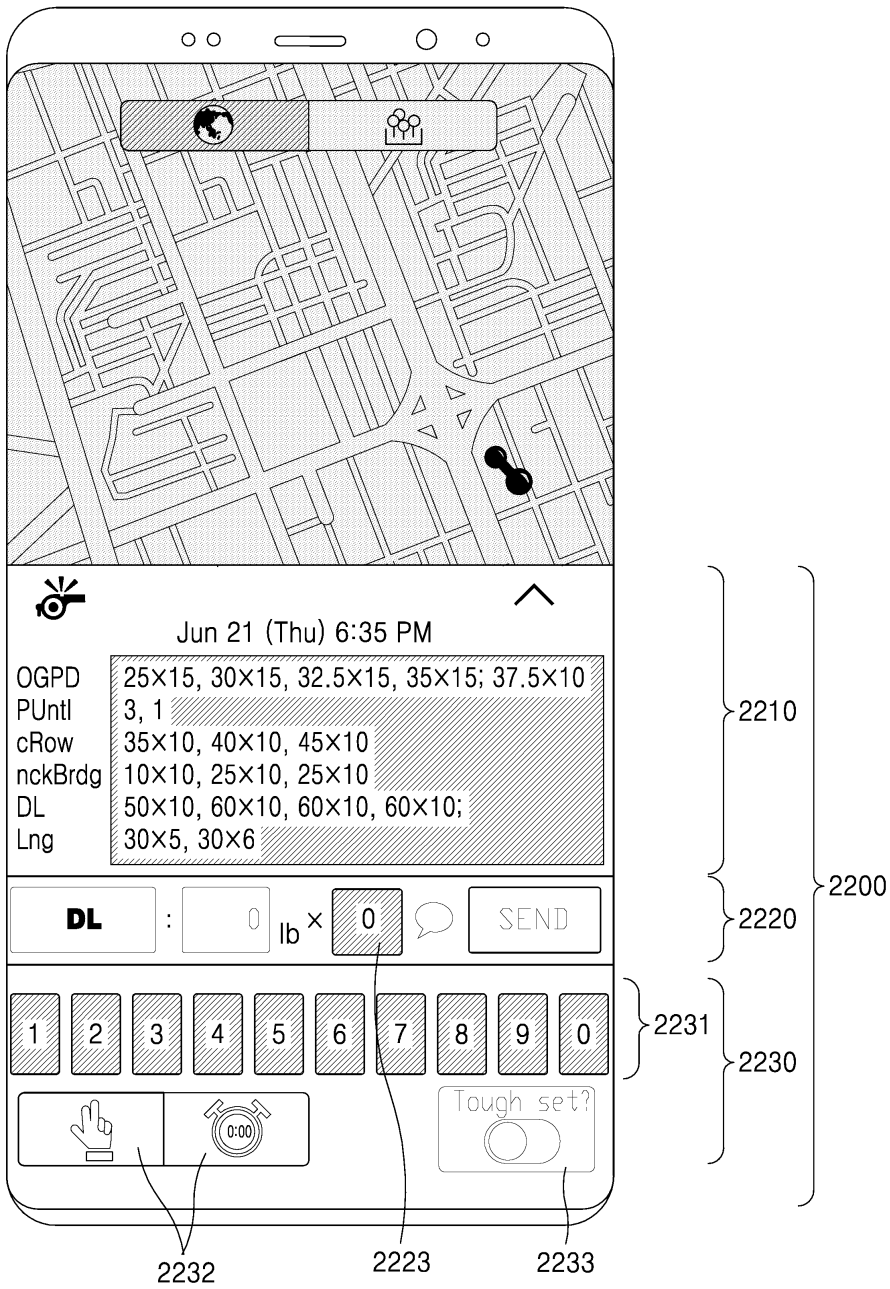 Jun 21 (Thu) 6:35 PM
OGPD 25×15, 30×15, 32.5×15, 35×15; 37.5×10
PUntl 3, 1
cRow 35×10, 40×10, 45×10
nckBrdg 10×10, 25×10, 25×10
DL 50×10, 60×10, 60×10, 60×10;
Lng 30×5, 30×6
2210
2200
DL : 0 lb × 0 SEND
2220
1 2 3 4 5 6 7 8 9 0
2231
2230
Tough set?
0:00
2232
2223
2233